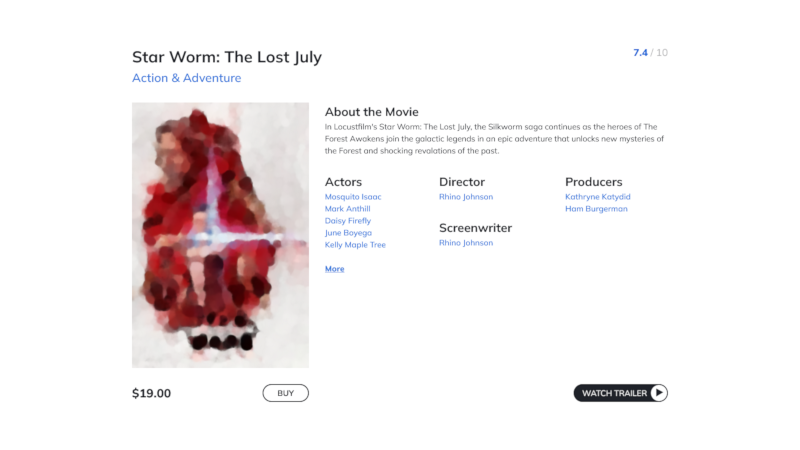 Star Worm: The Lost July
7.4 / 10
Action & Adventure
About the Movie
In Locustfilm's Star Worm: The Lost July, the Silkworm saga continues as the heroes of The
Forest Awakens join the galactic legends in an epic adventure that unlocks new mysteries of
the Forest and shocking revalations of the past.
Actors
Mosquito Isaac
Mark Anthill
Daisy Firefly
June Boyega
Kelly Maple Tree
More
Director
Rhino Johnson
Screenwriter
Rhino Johnson
Producers
Kathryne Katydid
Ham Burgerman
$19.00
BUY
WATCH TRAILER